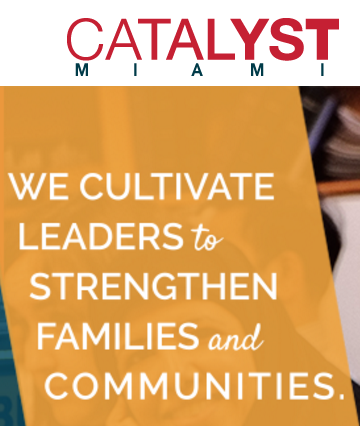 CATALYST
MIAMI
WE CULTIVATE
LEADERS to
STRENGTHEN
FAMILIES and
COMMUNITIES.